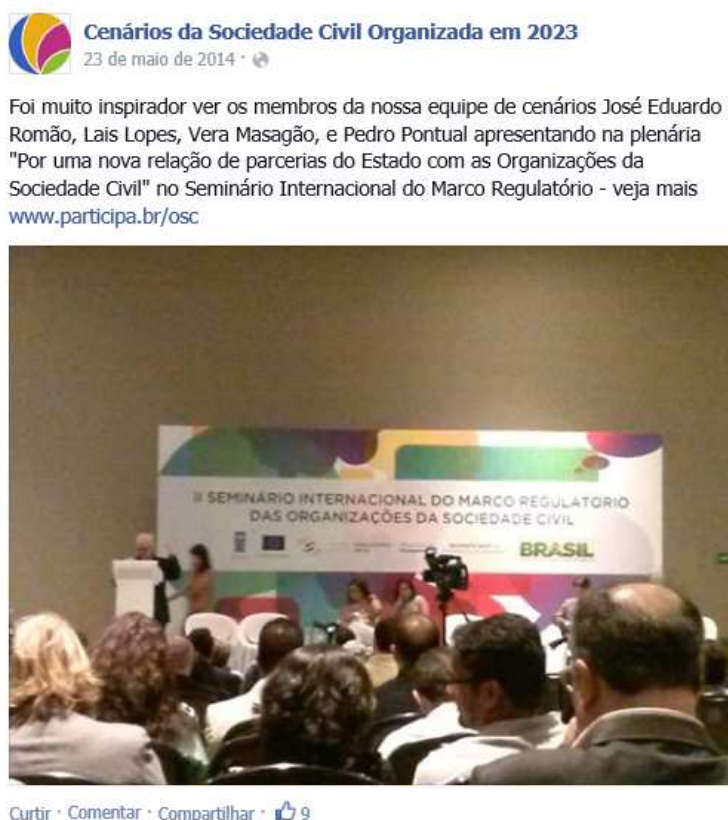 Cenários da Sociedade Civil Organizada em 2023
23 de maio de 2014 ·
Foi muito inspirador ver os membros da nossa equipe de cenários José Eduardo
Romão, Lais Lopes, Vera Masagão, e Pedro Pontual apresentando na plenária
"Por uma nova relação de parcerias do Estado com as Organizações da
Sociedade Civil" no Seminário Internacional do Marco Regulatório - veja mais
www.participa.br/osc
II SEMINÁRIO INTERNACIONAL DO MARCO REGULATÓRIO
DAS ORGANIZAÇÕES DA SOCIEDADE CIVIL
BRASIL
Curtir · Comentar · Compartilhar · 9